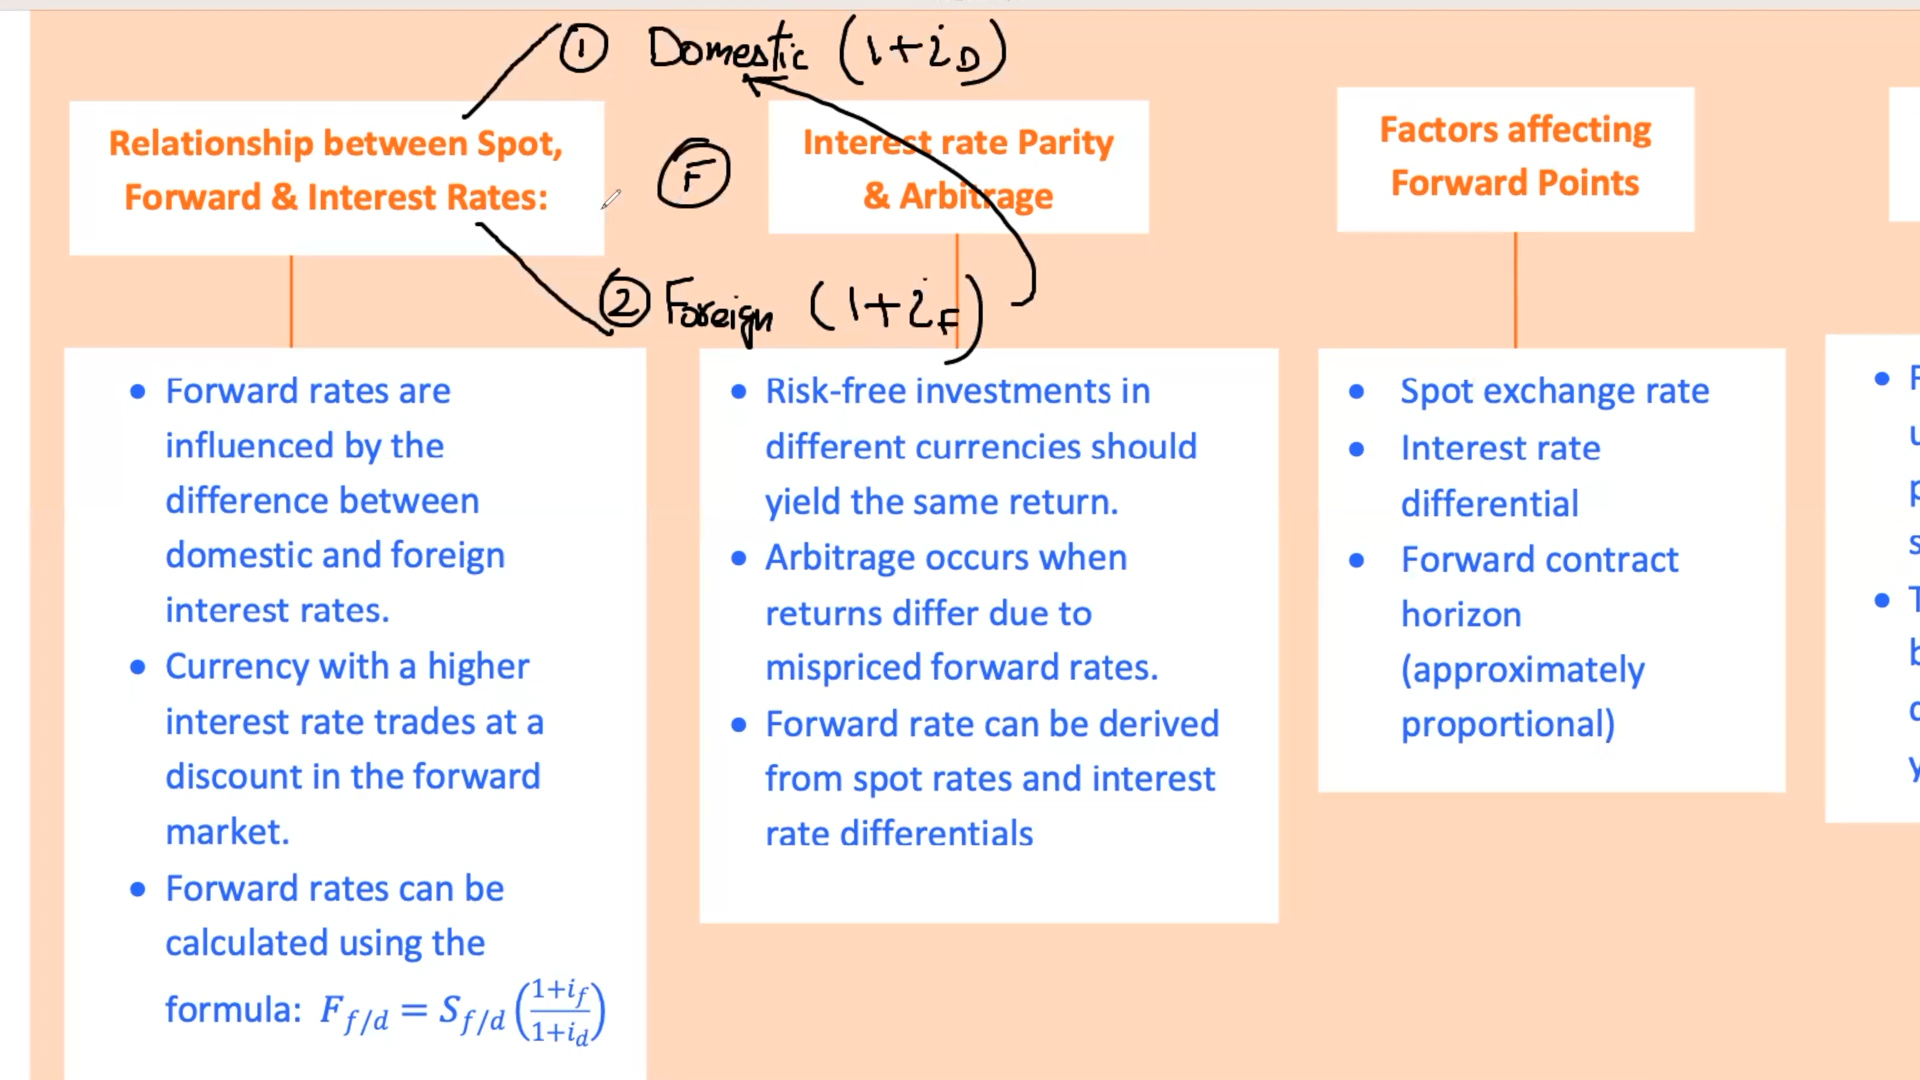 ① Domestic (1+iD)
Relationship between Spot,
Forward & Interest Rates:
F
② Foreign (1+iF)
Interest rate Parity
& Arbitrage
Factors affecting
Forward Points
• Forward rates are
influenced by the
difference between
domestic and foreign
interest rates.
• Currency with a higher
interest rate trades at a
discount in the forward
market.
• Forward rates can be
calculated using the
formula: F_f/d = S_f/d ((1+i_f)/(1+i_d))
• Risk-free investments in
different currencies should
yield the same return.
• Arbitrage occurs when
returns differ due to
mispriced forward rates.
• Forward rate can be derived
from spot rates and interest
rate differentials
• Spot exchange rate
• Interest rate
differential
• Forward contract
horizon
(approximately
proportional)